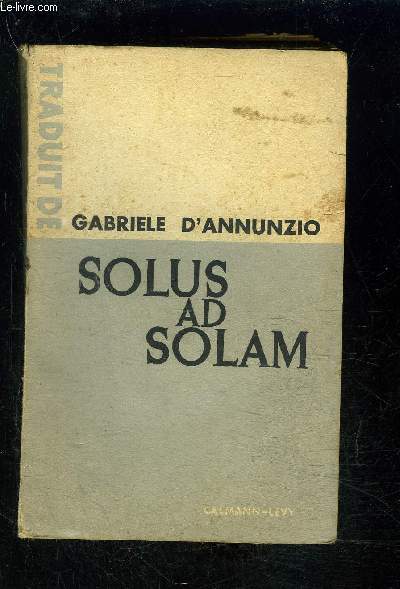 Le-livre.com
TRADUIT DE
GABRIELE D'ANNUNZIO
SOLUS
AD
SOLAM
CALMANN-LÉVY